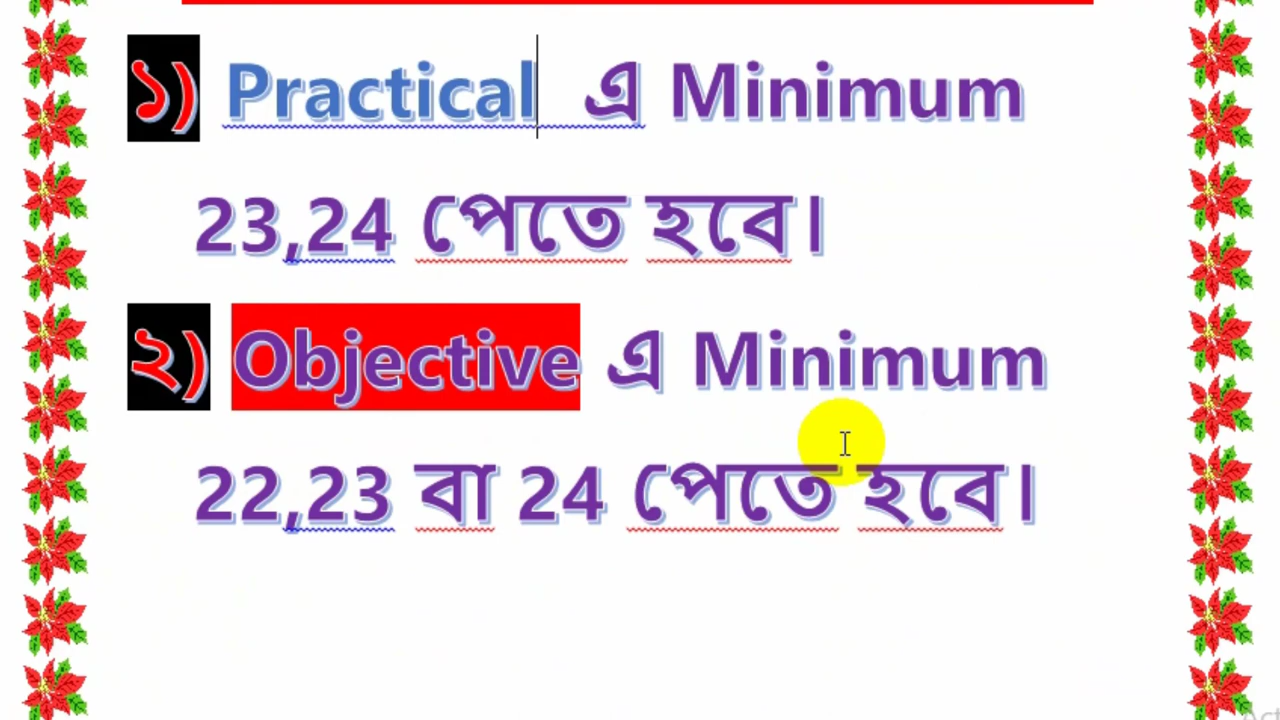 ১) Practical এ Minimum
23,24 পেতে হবে।
২) Objective এ Minimum
22,23 বা 24 পেতে হবে।